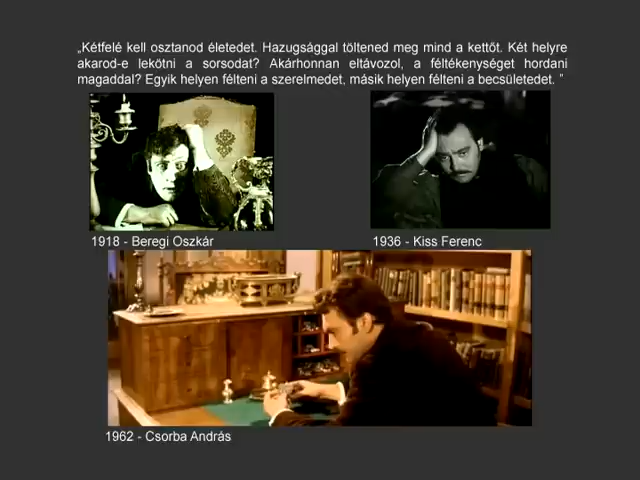 „Kétfelé kell osztanod életedet. Hazugsággal töltened meg mind a kettőt. Két helyre
akarod-e lekötni a sorsodat? Akárhonnan eltávozol, a féltékenységet hordani
magaddal? Egyik helyen félteni a szerelmedet, másik helyen félteni a becsületedet. ”
1918 - Beregi Oszkár
1936 - Kiss Ferenc
1962 - Csorba András